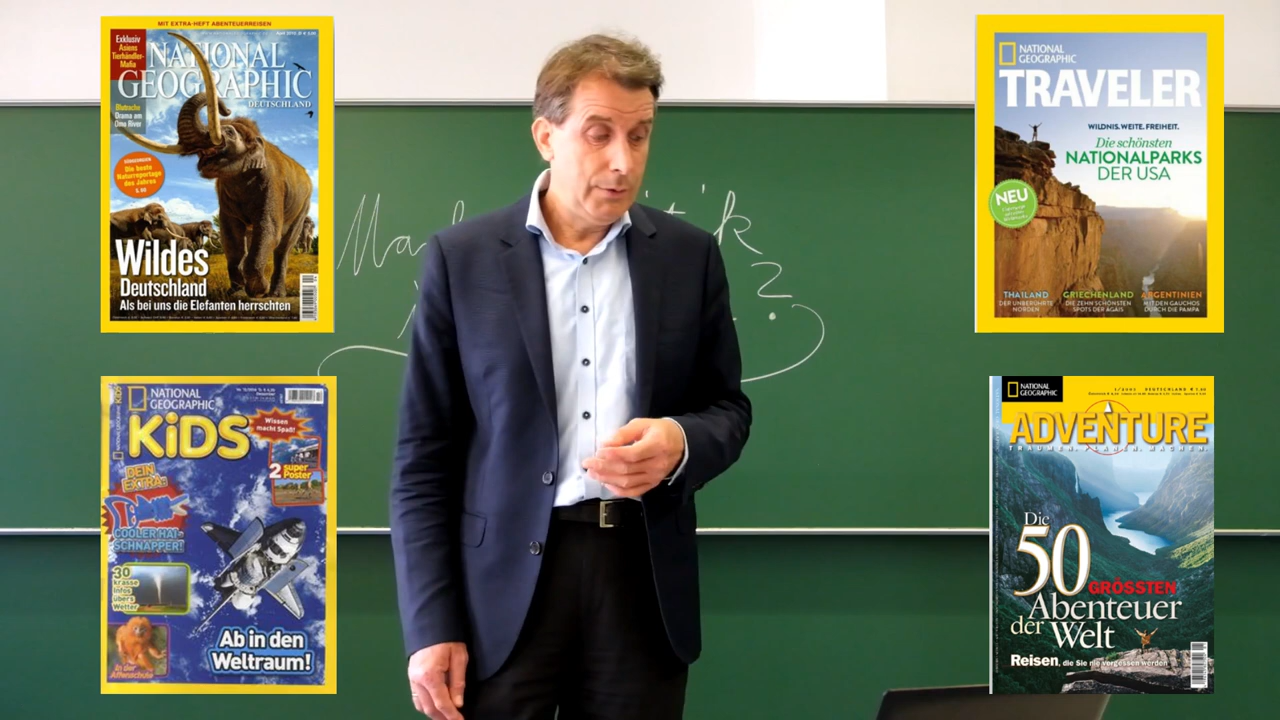 MIT EXTRA-HEFT ABENTEUERREISEN
Exklusiv
Asiens
Tierhändler-
Mafia
NATIONAL
GEOGRAPHIC
DEUTSCHLAND
Blutrache
Drama am
Omo River
Die beste
Naturreportage
des Jahres
S. 90
Wildes
Deutschland
Als bei uns die Elefanten herrschten
NATIONAL
GEOGRAPHIC
TRAVELER
WILDNIS. WEITE. FREIHEIT.
Die schönsten
NATIONALPARKS
DER USA
NEU
THAILAND
DER UNBERÜHRTE
NORDEN
GRIECHENLAND
DIE ZEHN SCHÖNSTEN
SPOTS DER ÄGÄIS
ARGENTINIEN
MIT DEN GAUCHOS
DURCH DIE PAMPA
NATIONAL
GEOGRAPHIC
KiDS
Wissen
macht Spaß!
2 super
Poster
DEIN
EXTRA:
COOLER HAI-
SCHNAPPER!
30
krasse
Infos
übers
Wetter
In der
Affenschule
Ab in den
Weltraum!
NATIONAL
GEOGRAPHIC
ADVENTURE
TRÄUMEN. PLANEN. MACHEN.
Die
50
GRÖSSTEN
Abenteuer
der Welt
Reisen, die Sie nie vergessen werden